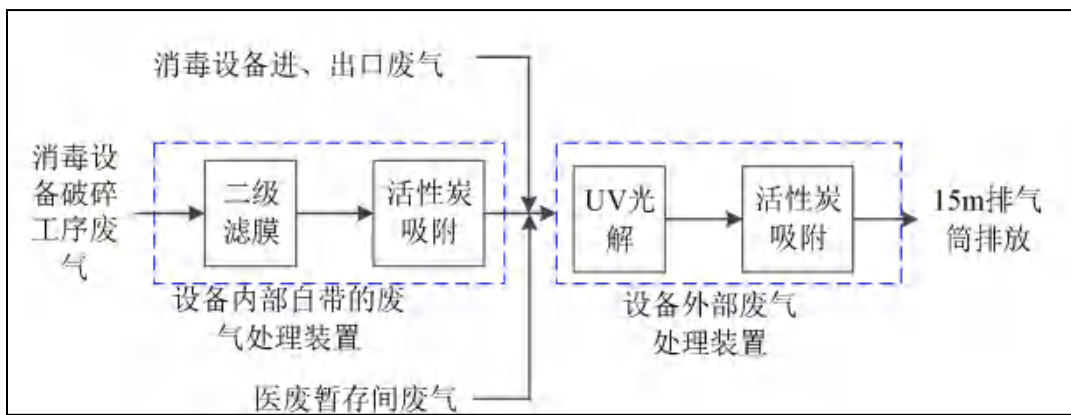 消毒设备进、出口废气
消毒设
备破碎
工序废
气
二级
滤膜
活性炭
吸附
UV光
解
活性炭
吸附
15m排气
筒排放
设备内部白带的废
气处理装置
设备外部废气
处理装置
医废暂存间废气